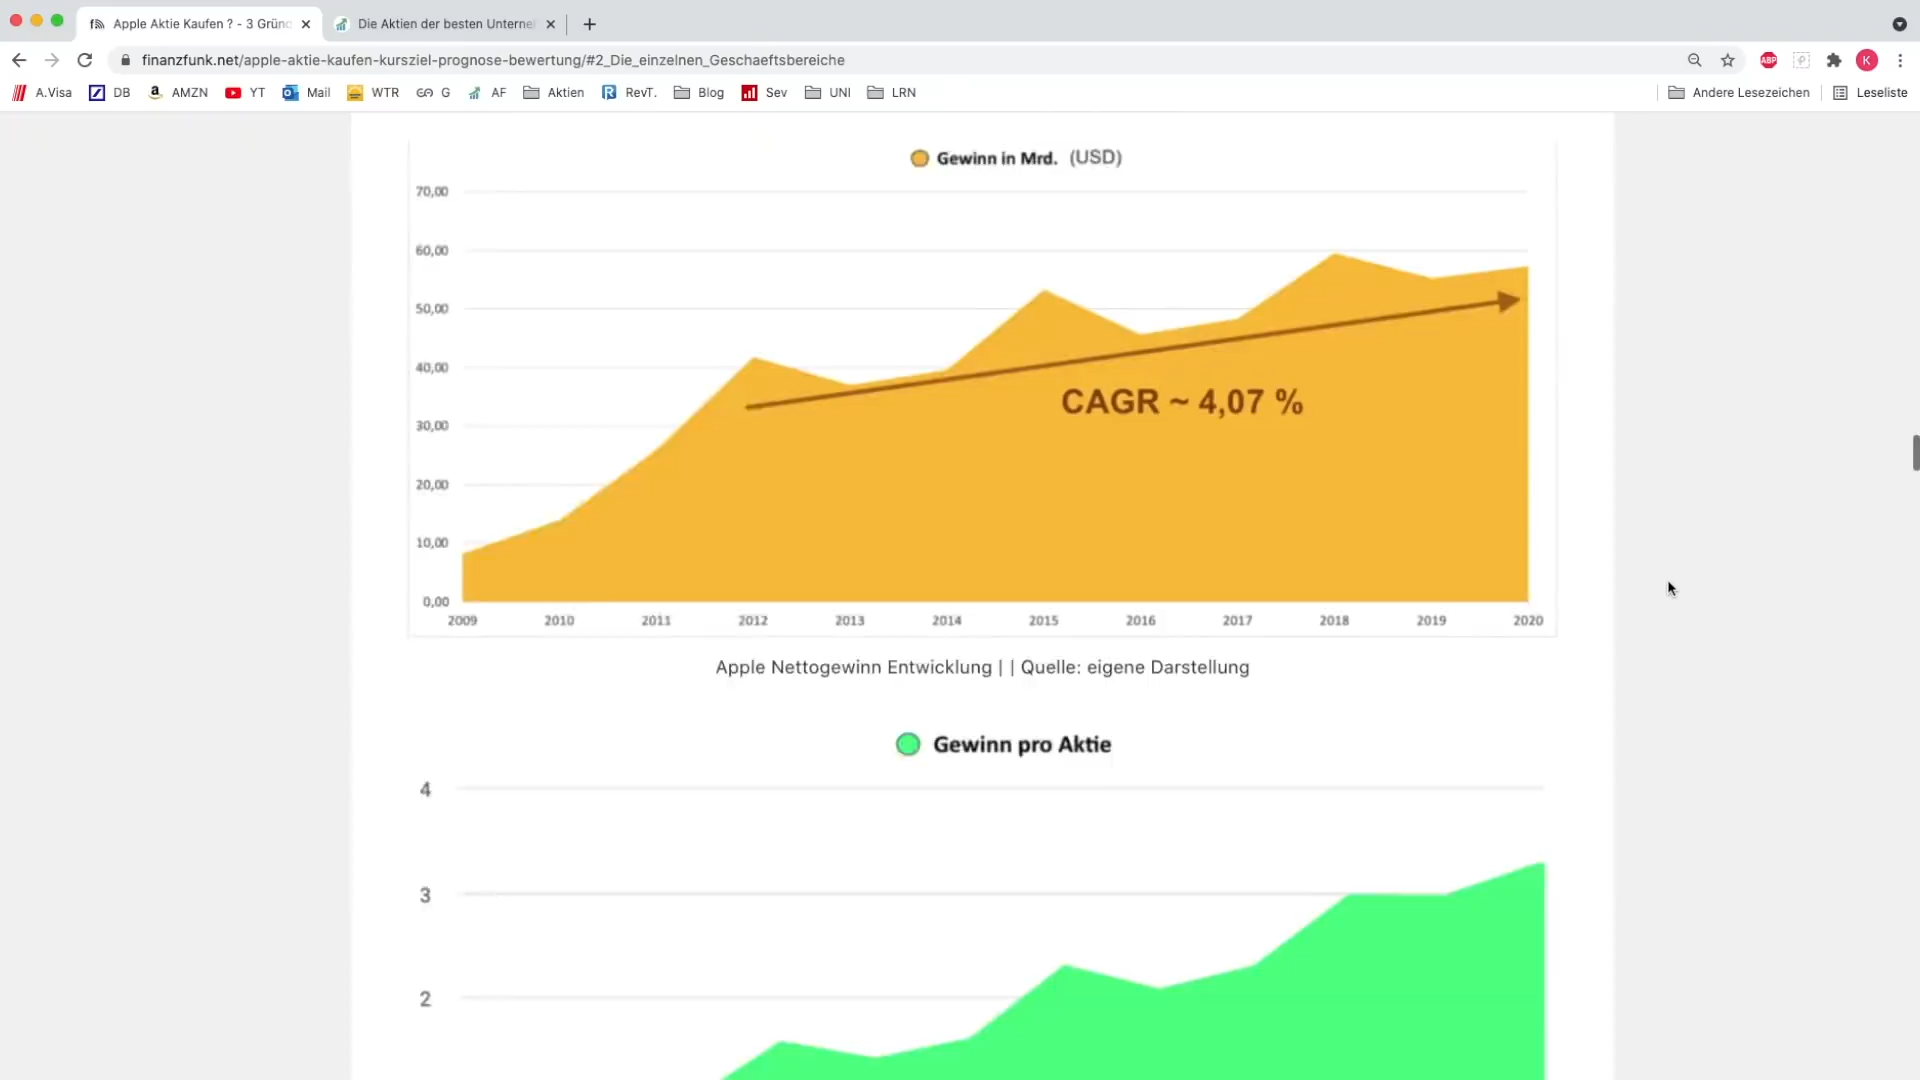 Apple Aktie Kaufen ? - 3 Gründ
Die Aktien der besten Unterne
finanzfunk.net/apple-aktie-kaufen-kursziel-prognose-bewertung/#2_Die_einzelnen_Geschaeftsbereiche
ABP
K
A.Visa
DB
AMZN
YT
Mail
WTR
G
AF
Aktien
RevT.
Blog
Sev
UNI
LRN
Andere Lesezeichen
Leseliste
Gewinn in Mrd. (USD)
70,00
60,00
50,00
40,00
30,00
20,00
10,00
0,00
CAGR ~ 4,07 %
2009 2010 2011 2012 2013 2014 2015 2016 2017 2018 2019 2020
Apple Nettogewinn Entwicklung | | Quelle: eigene Darstellung
Gewinn pro Aktie
4
3
2